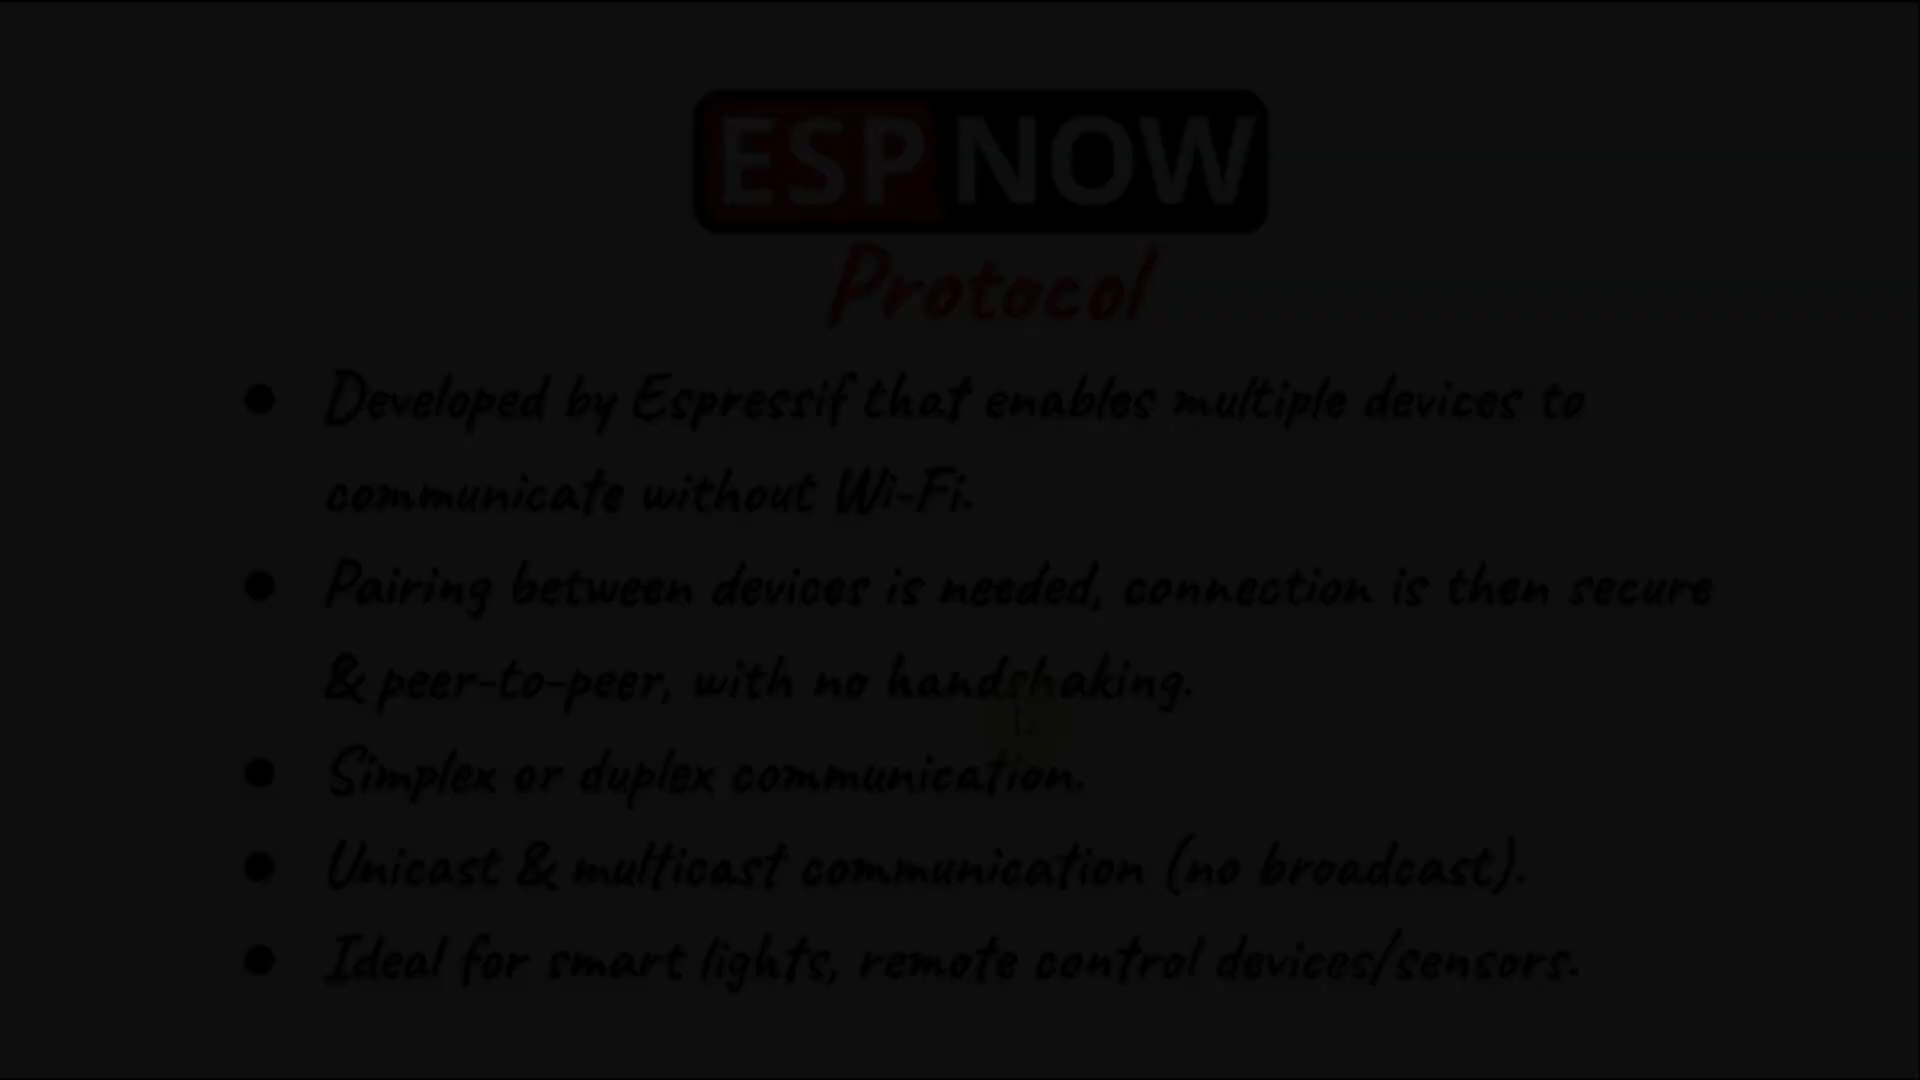 ESP NOW
Protocol
● Developed by Espressif that enables multiple devices to
communicate without Wi-Fi.
● Pairing between devices is needed, connection is then secure
& peer-to-peer, with no handshaking.
● Simplex or duplex communication.
● Unicast & multicast communication (no broadcast).
● Ideal for smart lights, remote control devices/sensors.